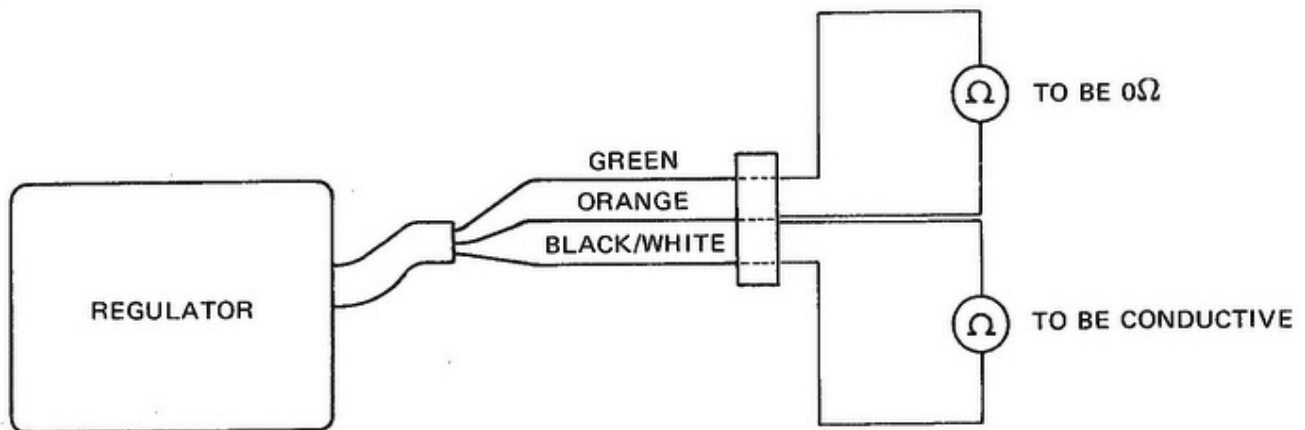 GREEN
Ω TO BE 0Ω
ORANGE
BLACK/WHITE
REGULATOR
Ω TO BE CONDUCTIVE